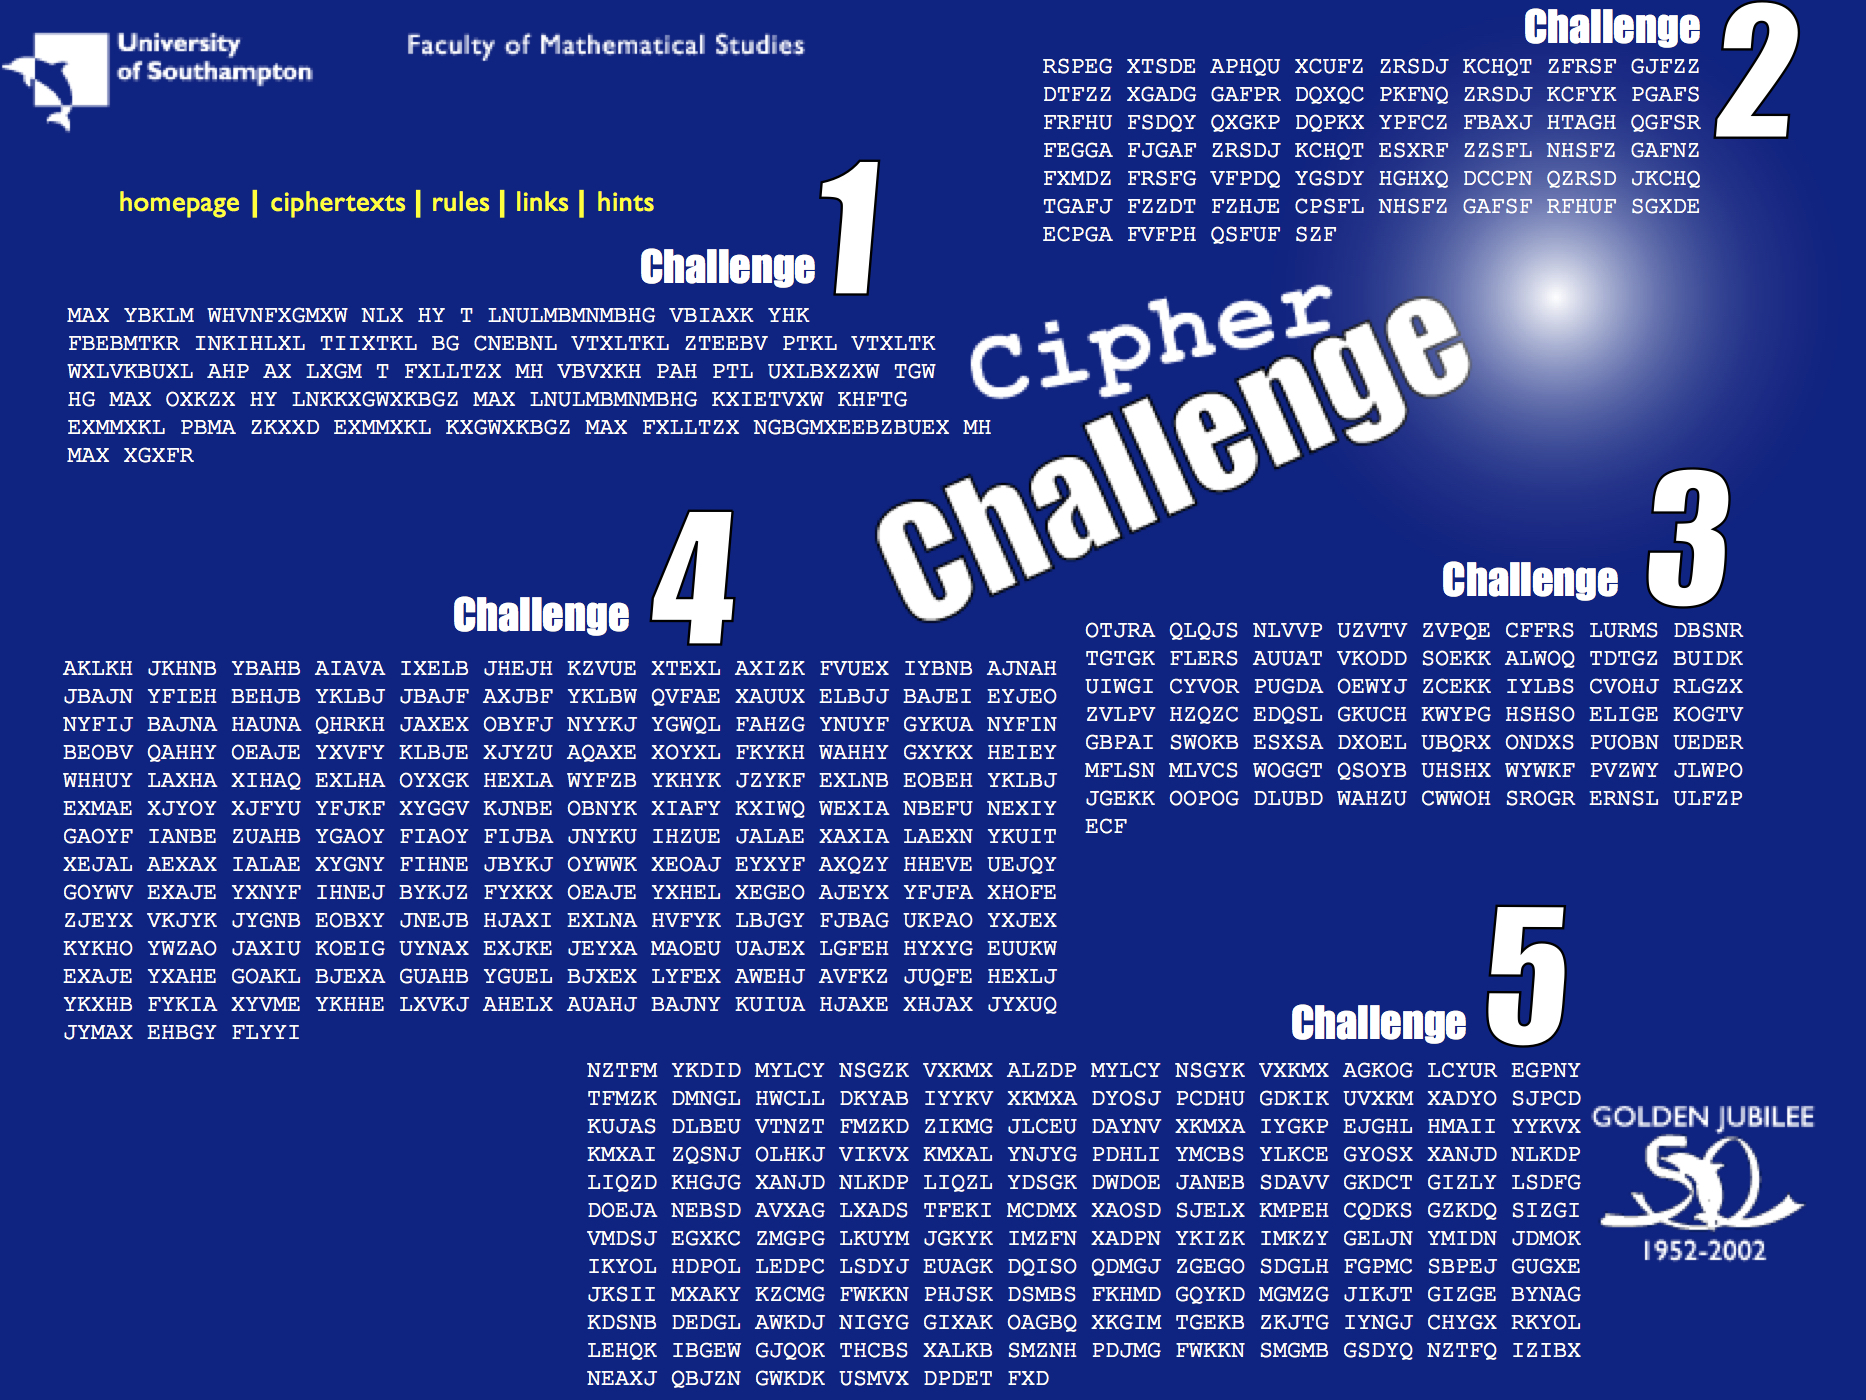 University
of Southampton
Faculty of Mathematical Studies
homepage | ciphertexts | rules | links | hints
Challenge 2
RSPEG XTSDE APHQU XCUFZ ZRSDJ KCHQT ZFRSF GJFZZ
DTFZZ XGADG GAFPR DQXQC PKFNQ ZRSDJ KCFYK PGAFS
FRFHU FSDQY QXGKP DQPKX YPFCZ FBAXJ HTAGH QGFSR
FEGGA FJGAF ZRSDJ KCHQT ESXRF ZZSFL NHSFZ GAFNZ
FXMDZ FRSFG VFPDQ YGSDY HGHXQ DCCPN QZRSD JKCHQ
TGAFJ FZZDT FZHJE CPSFL NHSFZ GAFSF RFHUF SGXDE
ECPGA FVFPH QSFUF SZF
Challenge 1
MAX YBKLM WHVNFXGMXW NLX HY T LNULMBMNMBHG VBIAXK YHK
FBEBMTKR INKIHLXL TIIXTKL BG CNEBNL VTXLTKL ZTEEBV PTKL VTXLTK
WXLVKBUXL AHP AX LXGM T FXLLTZX MH VBVXKH PAH PTL UXLBXZXW TGW
HG MAX OXKZX HY LNKKXGWXKBGZ MAX LNULMBMNMBHG KXIETVXW KHFTG
EXMMXKL PBMA ZKXXD EXMMXKL KXGWXKBGZ MAX FXLLTZX NGBGMXEEBZBUEX MH
MAX XGXFR
Cipher
Challenge
Challenge 3
OTJRA QLQJS NLVVP UZVTV ZVPQE CFFRS LURMS DBSNR
TGTGK FLERS AUUAT VKODD SOEKK ALWOQ TDTGZ BUIDK
UIWGI CYVOR PUGDA OEWYJ ZCEKK IYLBS CVOHJ RLGZX
ZVLPV HZQZC EDQSL GKUCH KWYPG HSHSO ELIGE KOGTV
GBPAI SWOKB ESXSA DXOEL UBQRX ONDXS PUOBN UEDER
MFLSN MLVCS WOGGT QSOYB UHSHX WYWKF PVZWY JLWPO
JGEKK OOPOG DLUBD WAHZU CWWOH SROGR ERNSL ULFZP
ECF
Challenge 4
AKLKH JKHNB YBAHB AIAVA IXELB JHEJH KZVUE XTEXL AXIZK FVUEX IYBNB AJNAH
JBAJN YFIEH BEHJB YKLBJ JBAJF AXJBF YKLBW QVFAE XAUUX ELBJJ BAJEI EYJEO
NYFIJ BAJNA HAUNA QHRKH JAXEX OBYFJ NYYKJ YGWQL FAHZG YNUYF GYKUA NYFIN
BEOBV QAHHY OEAJE YXVFY KLBJE XJYZU AQAXE XOYXL FKYKH WAHHY GXYKX HEIEY
WHHUY LAXHA XIHAQ EXLHA OYXGK HEXLA WYFZB YKHYK JZYKF EXLNB EOBEH YKLBJ
EXMAE XJYOY XJFYU YFJKF XYGGV KJNBE OBNYK KXIAFY KXIWQ WEXIA NBEFU NEXIY
GAOYF IANBE ZUAHB YGAOY FIAOY FIJBA JNYKU IHZUE JALAE XAXIA LAEXN YKUIT
XEJAL AEXAX IALAE XYGNY FIHNE JBYKJ OYWWK XEOAJ EYXYF AXQZY HHEVE UEJQY
GOYWV EXAJE YXNYF IHNEJ BYKJZ FYXKX OEAJE YXHEL XEGEO AJEYX YFJFA XHOFE
ZJEYX VKJYK JYGNB EOBXY JNEJB HJAXI EXLNA HVFYK LBJGY FJBAG UKPAO YXJEX
KYKHO YWZAO JAXIU KOEIG UYNAX EXJKE JEYXA MAOEU UAJEX LGFEH HYXYG EUUKW
EXAJE YXAHE GOAKL BJEXA GUAHB YGUEL BJXEX LYFEX AWEHJ AVFKZ JUQFE HEXLJ
YKXHB FYKIA XYVME YKHHE LXVKJ AHELX AUAHJ BAJNY KUIUA HJAXE XHJAX JYXUQ
JYMAX EHBGY FLYYI
Challenge 5
NZTFM YKDID MYLCY NSGZK VXKMX ALZDP MYLCY NSGYK VXKMX AGKOG LCYUR EGPNY
TFMZK DMNGL HWCLL DKYAB IYYKV XKMXA DYOSJ PCDHU GDKIK UVXKM XADYO SJPCD
KUJAS DLBEU VTNZT FMZKD ZIKMG JLCEU DAYNV XKMXA IYGKP EJGHL HMAII YYKVX
KMXAI ZQSNJ OLHKJ VIKVX KMXAL YNJYG PDHLI YMCBS YLKCE GYOSX XANJD NLKDP
LIQZD KHGJG XANJD NLKDP LIQZL YDSGK DWDOE JANEB SDAVV GKDCT GIZLY LSDFG
DOEJA NEBSD AVXAG LXADS TFEKI MCDMX XAOSD SJELX KMPEH CQDKS GZKDQ SIZGI
VMDSJ EGXKC ZMGPG LKUYM JGKYK IMZFN XADPN YKIZK IMKZY GELJN YMIDN JDMOK
IKYOL HDPOL LEDPC LSDYJ EUAGK DQISO QDMGJ ZGEGO SDGLH FGPMC SBPEJ GUGXE
JKSII MXAKY KZCMG FWKKN PHJSK DSMBS FKHMD GQYKD MGMZG JIKJT GIZGE BYNAG
KDSNB DEDGL AWKDJ NIGYG GIXAK OAGBQ XKGIM TGEKB ZKJTG IYNGJ CHYGX RKYOL
LEHQK IBGEW GJQOK THCBS XALKB SMZNH PDJMG FWKKN SMGMB GSDYQ NZTFQ IZIBX
NEAXJ QBJZN GWKDK USMVX DPDET FXD
GOLDEN JUBILEE
50
1952-2002